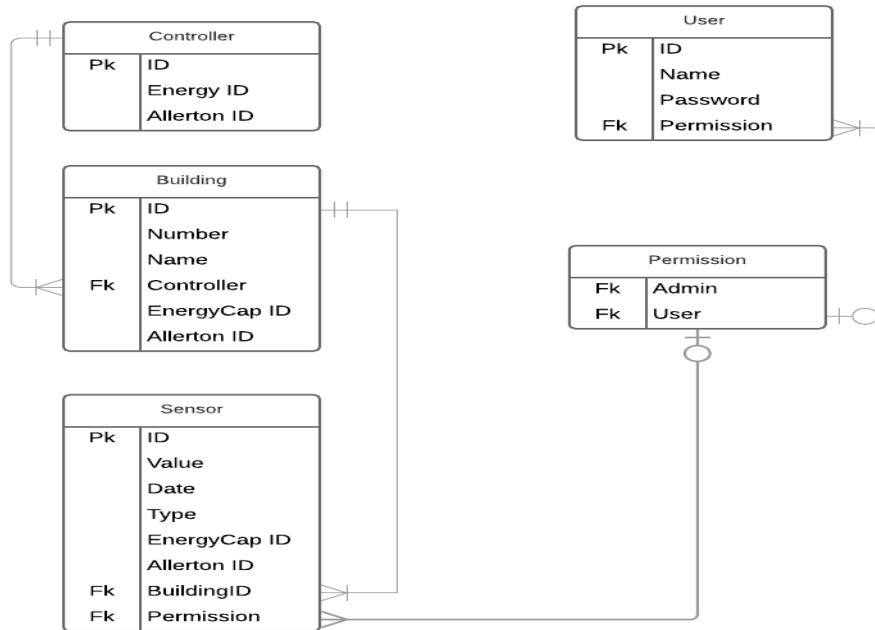 Controller
Pk ID
Energy ID
Allerton ID
Building
Pk ID
Number
Name
Fk Controller
EnergyCap ID
Allerton ID
Sensor
Pk ID
Value
Date
Type
EnergyCap ID
Allerton ID
Fk BuildingID
Fk Permission
User
Pk ID
Name
Password
Fk Permission
Permission
Fk Admin
Fk User